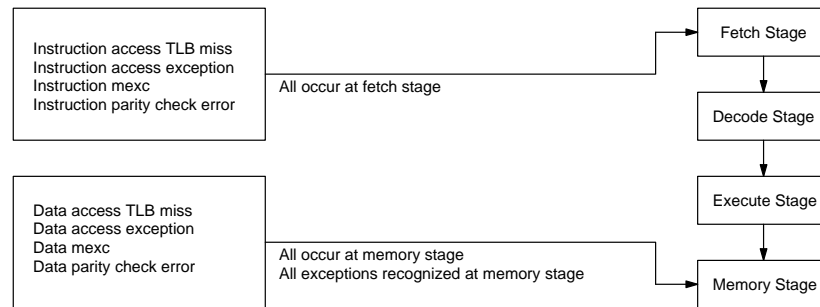 Instruction access TLB miss
Instruction access exception
Instruction mexc
Instruction parity check error
All occur at fetch stage
Fetch Stage
Decode Stage
Execute Stage
Memory Stage
Data access TLB miss
Data access exception
Data mexc
Data parity check error
All occur at memory stage
All exceptions recognized at memory stage